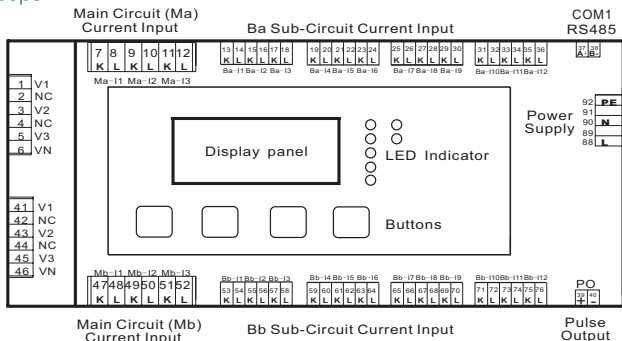 Main Circuit (Ma)
Current Input
Ba Sub-Circuit Current Input
COM1
RS485
7 8 9 10 11 12
K L K L K L
Ma-I1 Ma-I2 Ma-I3
13 14 15 16 17 18
K L K L K L
Ba-I1 Ba-I2 Ba-I3
19 20 21 22 23 24
K L K L K L
Ba-I4 Ba-I5 Ba-I6
25 26 27 28 29 30
K L K L K L
Ba-I7 Ba-I8 Ba-I9
31 32 33 34 35 36
K L K L K L
Ba-I10 Ba-I11 Ba-I12
37 38
A+ B-
1 V1
2 NC
3 V2
4 NC
5 V3
6 VN
Display panel
LED Indicator
Buttons
Power
Supply
92 PE
91
90 N
89
88 L
41 V1
42 NC
43 V2
44 NC
45 V3
46 VN
Mb-I1 Mb-I2 Mb-I3
47 48 49 50 51 52
K L K L K L
Bb-I1 Bb-I2 Bb-I3
53 54 55 56 57 58
K L K L K L
Bb-I4 Bb-I5 Bb-I6
59 60 61 62 63 64
K L K L K L
Bb-I7 Bb-I8 Bb-I9
65 66 67 68 69 70
K L K L K L
Bb-I10 Bb-I11 Bb-I12
71 72 73 74 75 76
K L K L K L
PO
39 40
+ -
Main Circuit (Mb)
Current Input
Bb Sub-Circuit Current Input
Pulse
Output